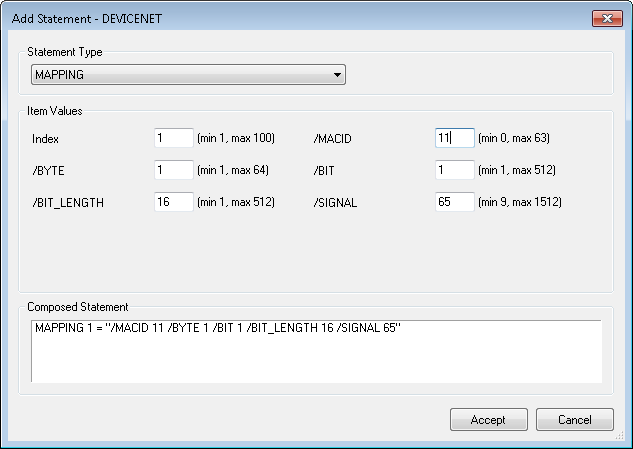 Add Statement - DEVICENET
Statement Type
MAPPING
Item Values
Index 1 (min 1, max 100) /MACID 11 (min 0, max 63)
/BYTE 1 (min 1, max 64) /BIT 1 (min 1, max 512)
/BIT_LENGTH 16 (min 1, max 512) /SIGNAL 65 (min 9, max 1512)
Composed Statement
MAPPING 1 = "/MACID 11 /BYTE 1 /BIT 1 /BIT_LENGTH 16 /SIGNAL 65"
Accept Cancel